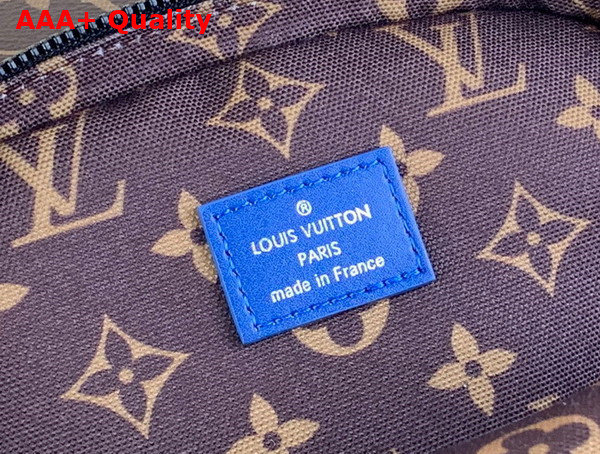 AAA+ Quality
®
LOUIS VUITTON
PARIS
made in France